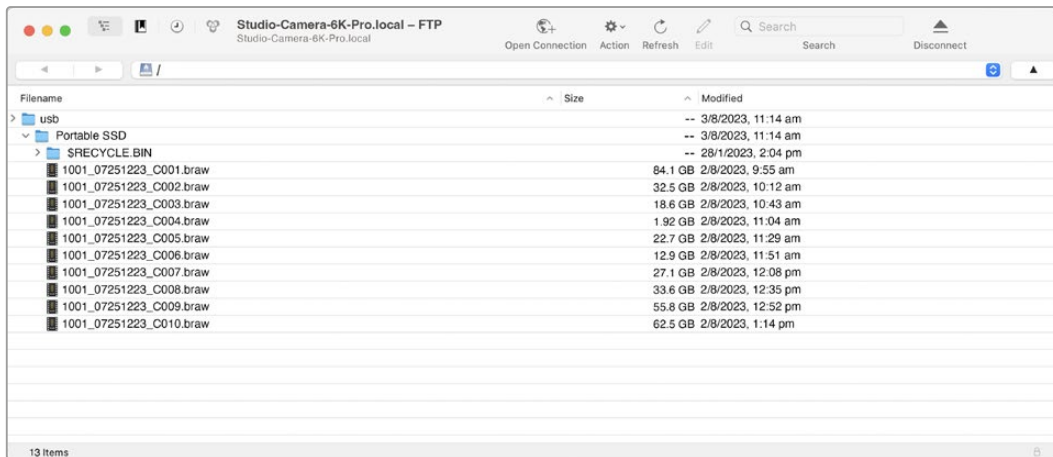 Studio-Camera-6K-Pro.local – FTP
Studio-Camera-6K-Pro.local
Open Connection Action Refresh Edit Search Search Disconnect
/
Filename Size Modified
usb -- 3/8/2023, 11:14 am
Portable SSD -- 3/8/2023, 11:14 am
$RECYCLE.BIN -- 28/1/2023, 2:04 pm
1001_07251223_C001.braw 84.1 GB 2/8/2023, 9:55 am
1001_07251223_C002.braw 32.5 GB 2/8/2023, 10:12 am
1001_07251223_C003.braw 18.6 GB 2/8/2023, 10:43 am
1001_07251223_C004.braw 1.92 GB 2/8/2023, 11:04 am
1001_07251223_C005.braw 22.7 GB 2/8/2023, 11:29 am
1001_07251223_C006.braw 12.9 GB 2/8/2023, 11:51 am
1001_07251223_C007.braw 27.1 GB 2/8/2023, 12:08 pm
1001_07251223_C008.braw 33.6 GB 2/8/2023, 12:35 pm
1001_07251223_C009.braw 55.8 GB 2/8/2023, 12:52 pm
1001_07251223_C010.braw 62.5 GB 2/8/2023, 1:14 pm
13 Items